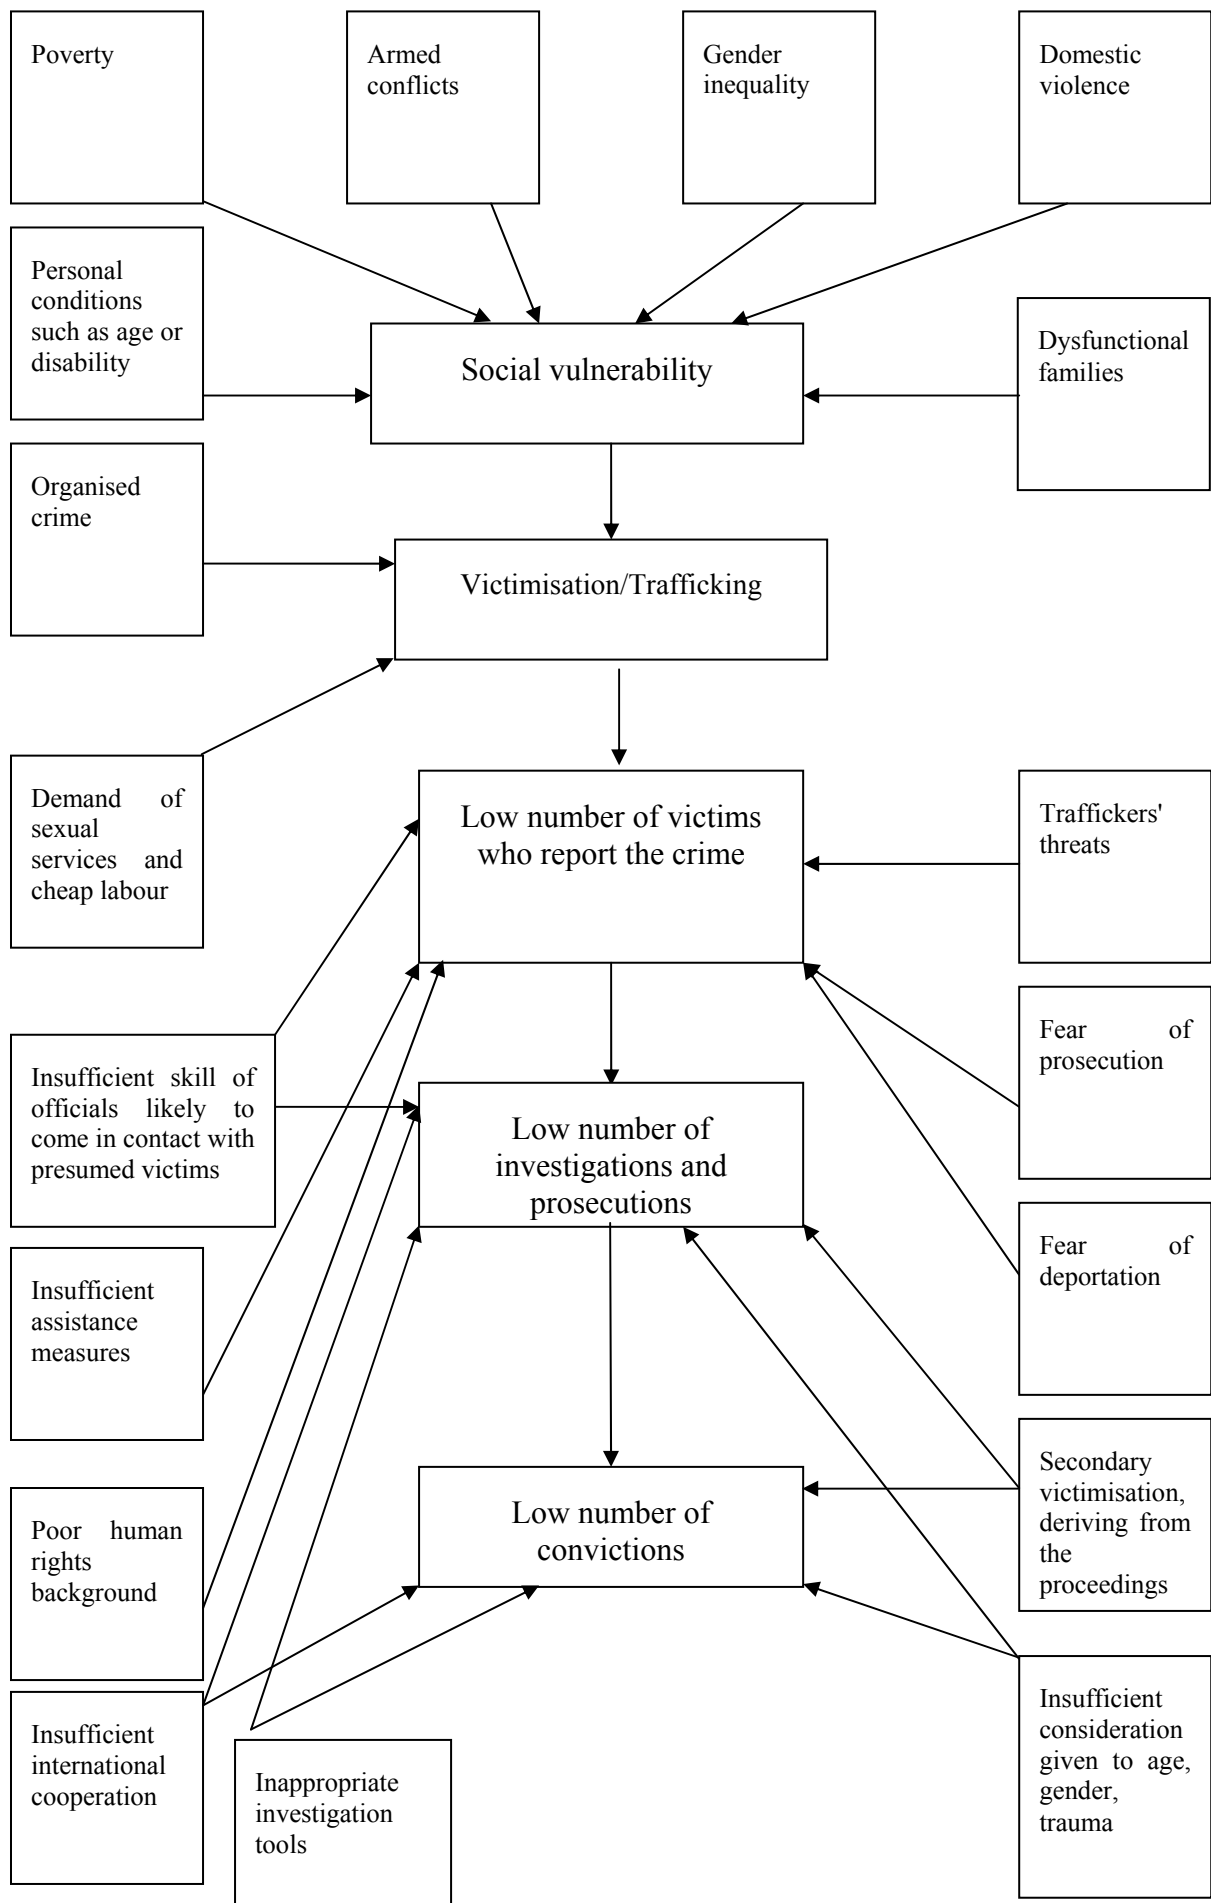 Poverty
Armed
conflicts
Gender
inequality
Domestic
violence
Personal
conditions
such as age or
disability
Social vulnerability
Dysfunctional
families
Organised
crime
Victimisation/Trafficking
Demand of
sexual
services and
cheap labour
Low number of victims
who report the crime
Traffickers'
threats
Fear of
prosecution
Insufficient skill of
officials likely to
come in contact with
presumed victims
Low number of
investigations and
prosecutions
Fear of
deportation
Insufficient
assistance
measures
Secondary
victimisation,
deriving from
the
proceedings
Low number of
convictions
Poor human
rights
background
Insufficient
international
cooperation
Inappropriate
investigation
tools
Insufficient
consideration
given to age,
gender,
trauma